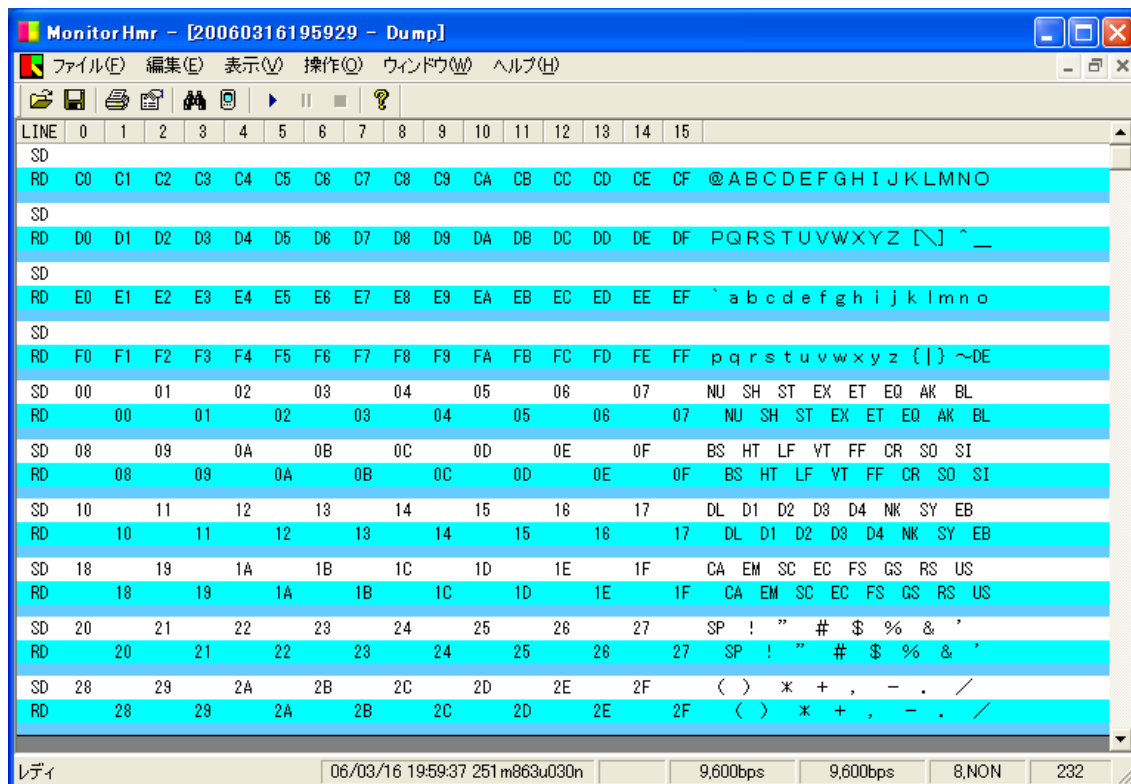 MonitorHmr - [20060316195929 - Dump]
ファイル(F) 編集(E) 表示(V) 操作(O) ウィンドウ(W) ヘルプ(H)
LINE 0 1 2 3 4 5 6 7 8 9 10 11 12 13 14 15
SD
RD C0 C1 C2 C3 C4 C5 C6 C7 C8 C9 CA CB CC CD CE CF @ABCDEFGHIJKLMNO
SD
RD D0 D1 D2 D3 D4 D5 D6 D7 D8 D9 DA DB DC DD DE DF PQRSTUVWXYZ[\]^_
SD
RD E0 E1 E2 E3 E4 E5 E6 E7 E8 E9 EA EB EC ED EE EF `abcdefghijklmno
SD
RD F0 F1 F2 F3 F4 F5 F6 F7 F8 F9 FA FB FC FD FE FF pqrstuvwxyz{|}~DE
SD 00 01 02 03 04 05 06 07 NU SH ST EX ET EQ AK BL
RD 00 01 02 03 04 05 06 07 NU SH ST EX ET EQ AK BL
SD 08 09 0A 0B 0C 0D 0E 0F BS HT LF VT FF CR SO SI
RD 08 09 0A 0B 0C 0D 0E 0F BS HT LF VT FF CR SO SI
SD 10 11 12 13 14 15 16 17 DL D1 D2 D3 D4 NK SY EB
RD 10 11 12 13 14 15 16 17 DL D1 D2 D3 D4 NK SY EB
SD 18 19 1A 1B 1C 1D 1E 1F CA EM SC EC FS GS RS US
RD 18 19 1A 1B 1C 1D 1E 1F CA EM SC EC FS GS RS US
SD 20 21 22 23 24 25 26 27 SP ! ” # $ % & ’
RD 20 21 22 23 24 25 26 27 SP ! ” # $ % & ’
SD 28 29 2A 2B 2C 2D 2E 2F ( ) * + , - . /
RD 28 29 2A 2B 2C 2D 2E 2F ( ) * + , - . /
レディ 06/03/16 19:59:37 251m863u030n 9,600bps 9,600bps 8,NON 232